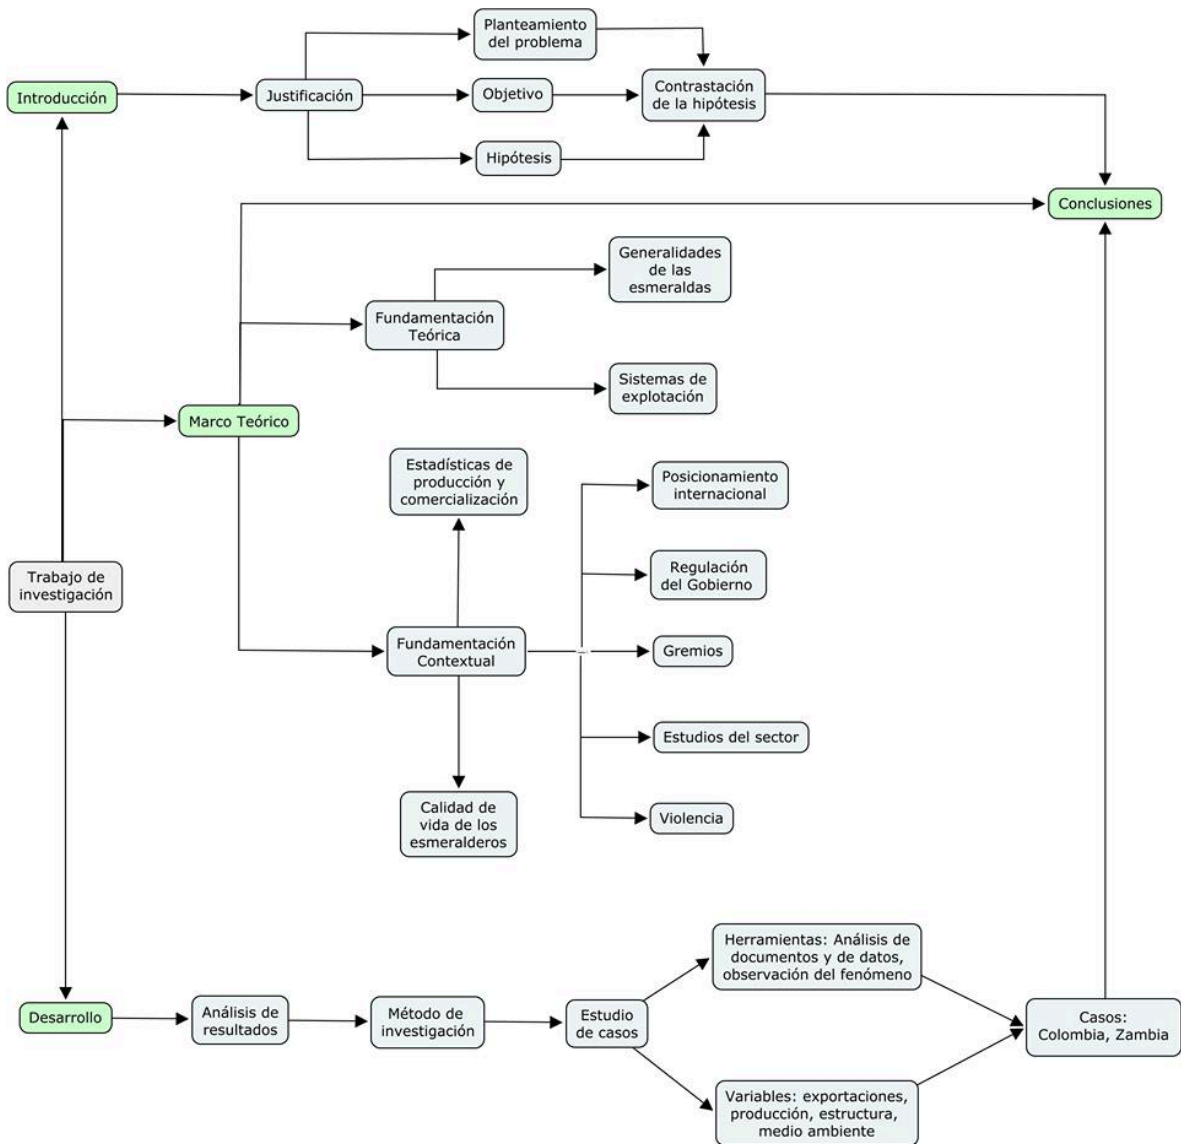 Planteamiento
del problema
Introducción
Justificación
Objetivo
Contrastación
de la hipótesis
Hipótesis
Conclusiones
Generalidades
de las
esmeraldas
Fundamentación
Teórica
Sistemas de
explotación
Marco Teórico
Estadísticas de
producción y
comercialización
Posicionamiento
internacional
Regulación
del Gobierno
Trabajo de
investigación
Fundamentación
Contextual
Gremios
Estudios del sector
Calidad de
vida de los
esmeralderos
Violencia
Herramientas: Análisis de
documentos y de datos,
observación del fenómeno
Desarrollo
Análisis de
resultados
Método de
investigación
Estudio
de casos
Casos:
Colombia, Zambia
Variables: exportaciones,
producción, estructura,
medio ambiente